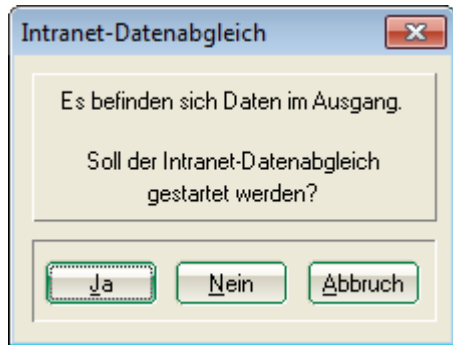 Intranet-Datenabgleich
Es befinden sich Daten im Ausgang.
Soll der Intranet-Datenabgleich
gestartet werden?
Ja Nein Abbruch